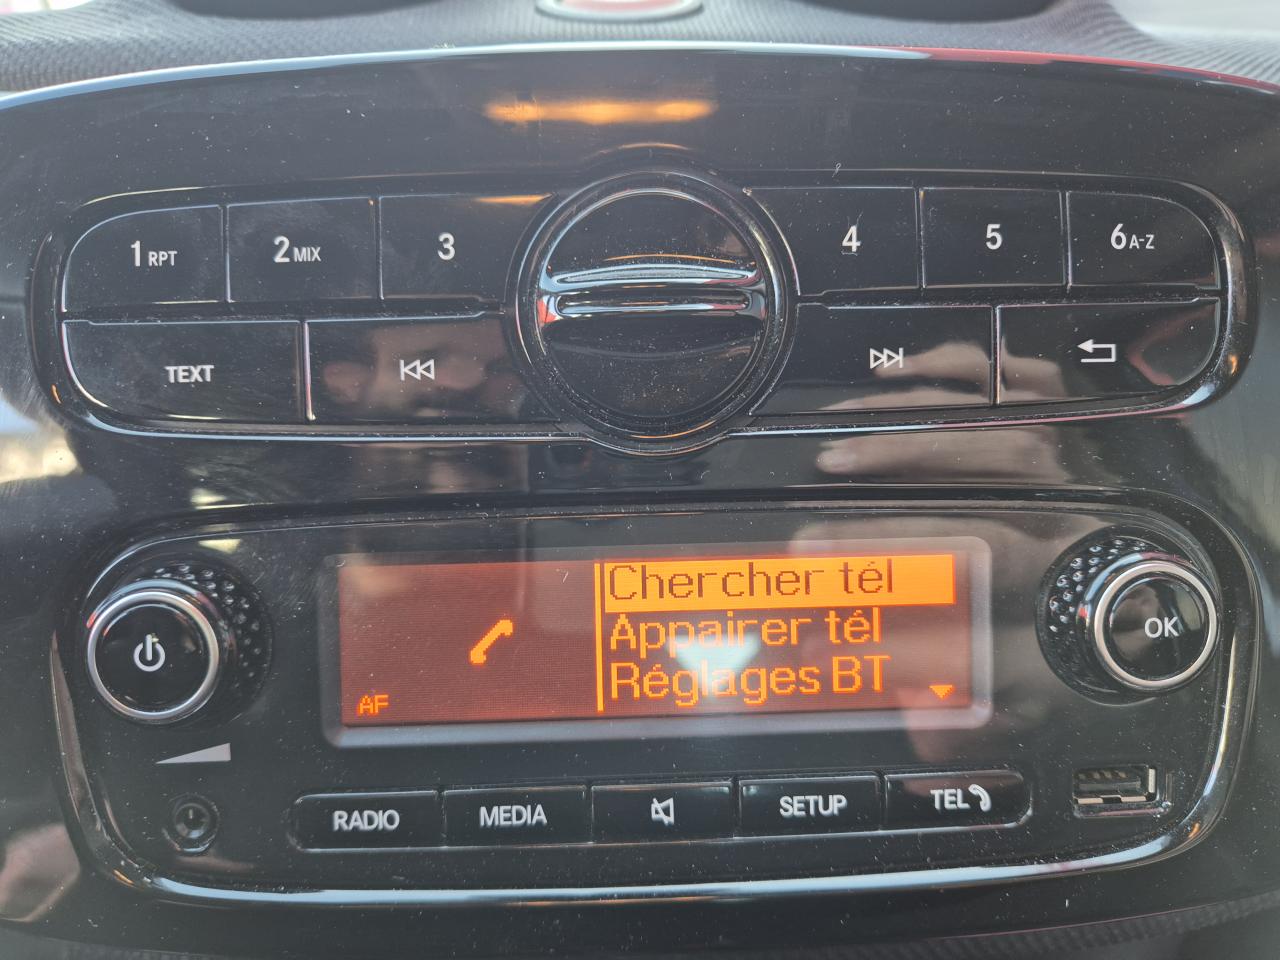 1 RPT
2 MIX
3
4
5
6 A-Z
TEXT
Chercher tél
Appairer tél
Réglages BT
AF
OK
RADIO
MEDIA
SETUP
TEL